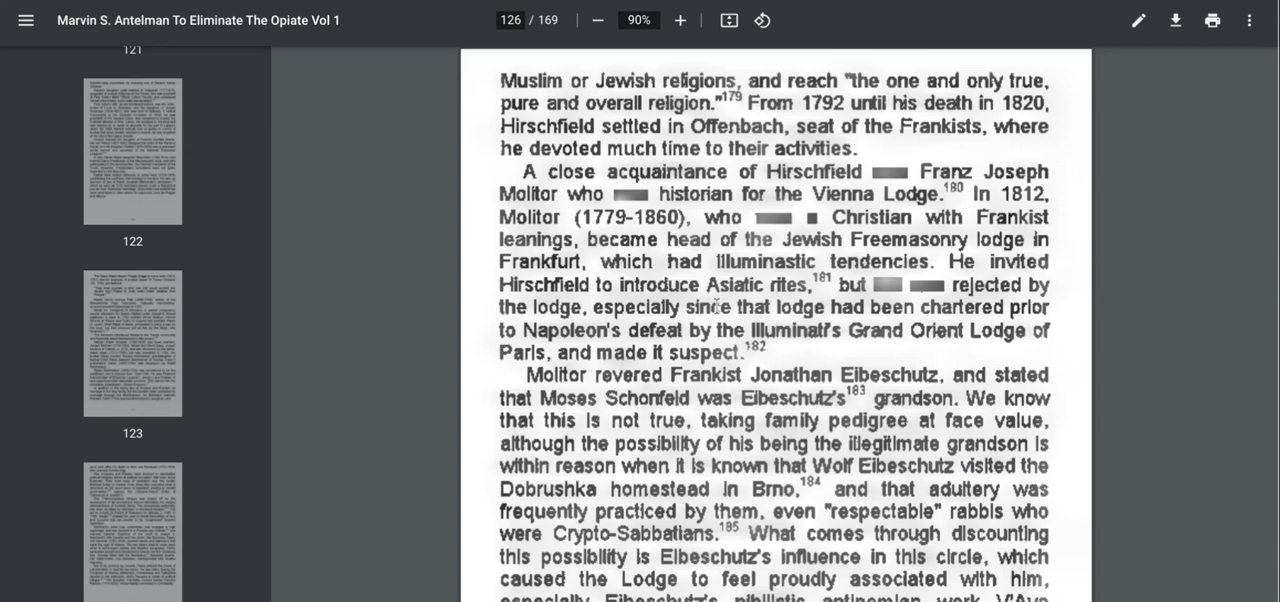 Marvin S. Antelman To Eliminate The Opiate Vol 1
126 / 169
90%
121
122
123
Muslim or Jewish religions, and reach "the one and only true,
pure and overall religion."179 From 1792 until his death in 1820,
Hirschfield settled in Offenbach, seat of the Frankists, where
he devoted much time to their activities.
A close acquaintance of Hirschfield Franz Joseph
Molitor who historian for the Vienna Lodge.180 In 1812,
Molitor (1779-1860), who Christian with Frankist
leanings, became head of the Jewish Freemasonry lodge in
Frankfurt, which had Illuminastic tendencies. He invited
Hirschfield to introduce Asiatic rites,181 but rejected by
the lodge, especially since that lodge had been chartered prior
to Napoleon's defeat by the Illuminati's Grand Orient Lodge of
Paris, and made it suspect.182
Molitor revered Frankist Jonathan Eibeschutz, and stated
that Moses Schonfeld was Eibeschutz's183 grandson. We know
that this is not true, taking family pedigree at face value,
although the possibility of his being the illegitimate grandson is
within reason when it is known that Wolf Eibeschutz visited the
Dobrushka homestead in Brno,184 and that adultery was
frequently practiced by them, even "respectable" rabbis who
were Crypto-Sabbatians.185 What comes through discounting
this possibility is Eibeschutz's influence in this circle, which
caused the Lodge to feel proudly associated with him,
especially Eibeschutz's nihilistic antinomian work V'Avo